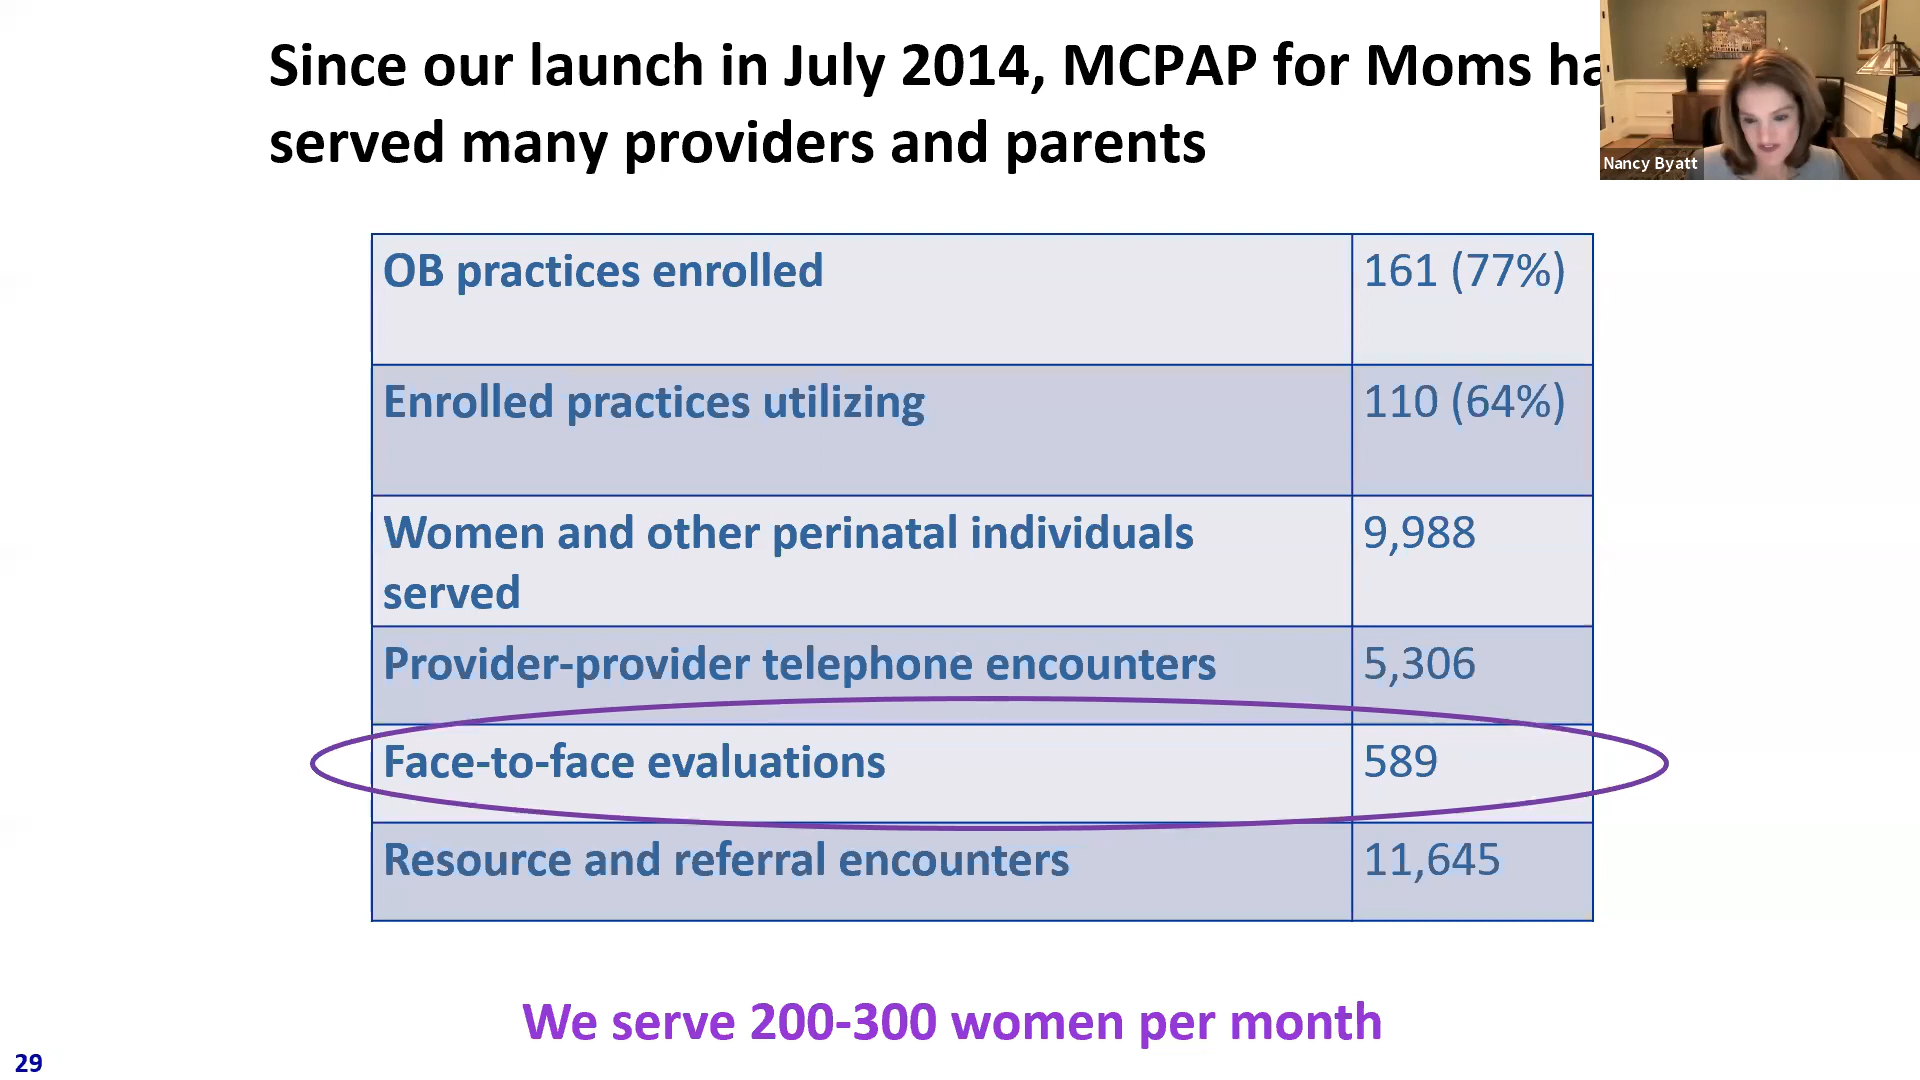 Since our launch in July 2014, MCPAP for Moms ha
served many providers and parents
Nancy Byatt
OB practices enrolled 161 (77%)
Enrolled practices utilizing 110 (64%)
Women and other perinatal individuals 9,988
served
Provider-provider telephone encounters 5,306
Face-to-face evaluations 589
Resource and referral encounters 11,645
We serve 200-300 women per month
29